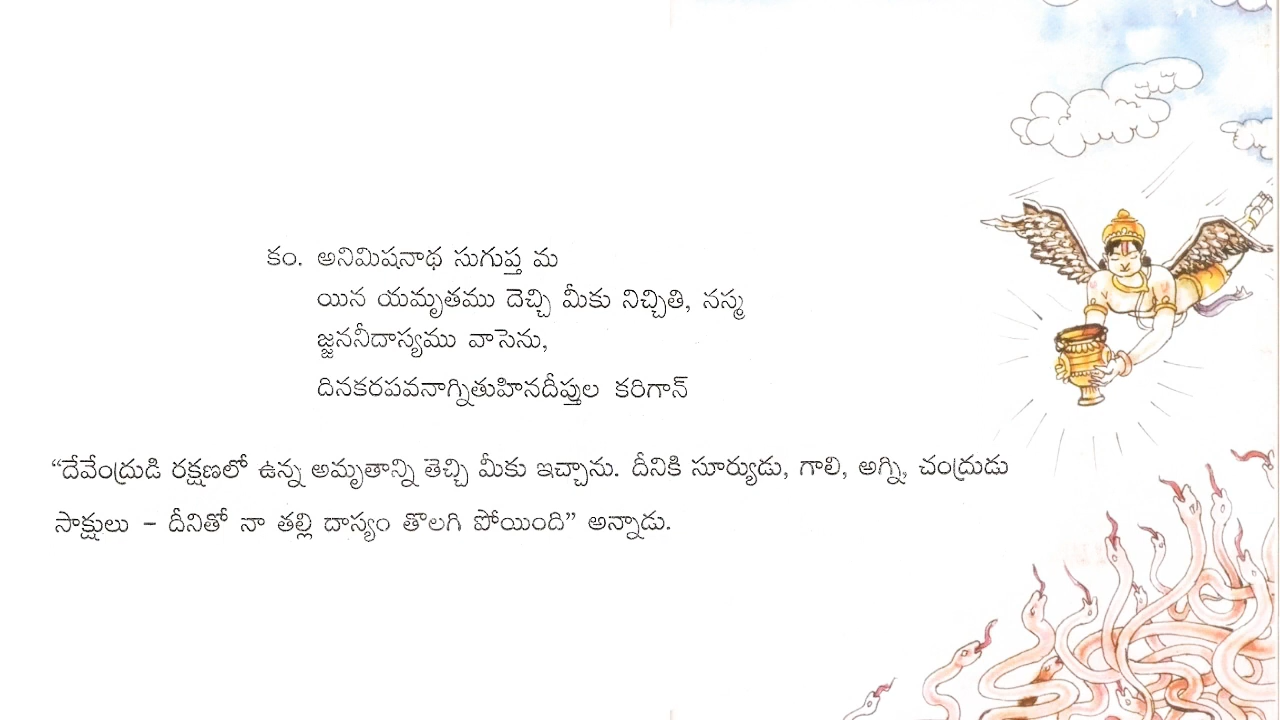 కం. అనిమిషనాథ సుగుప్త మ
యిన యమృతము దెచ్చి మీకు నిచ్చితి, నస్మ
జ్జననీదాస్యము వాసెను,
దినకరపవనాగ్నితుహినదీప్తుల కరిగాన్
“దేవేంద్రుడి రక్షణలో ఉన్న అమృతాన్ని తెచ్చి మీకు ఇచ్చాను. దీనికి సూర్యుడు, గాలి, అగ్ని, చంద్రుడు
సాక్షులు – దీనితో నా తల్లి దాస్యం తొలగి పోయింది” అన్నాడు.